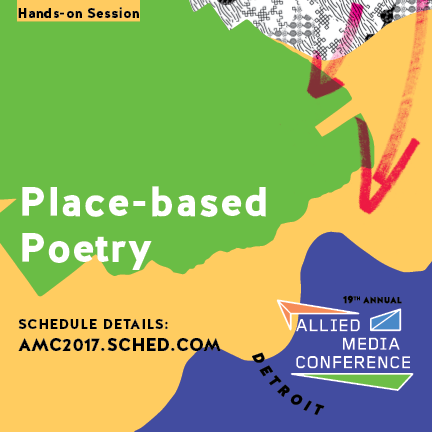 Hands-on Session
Place-based
Poetry
SCHEDULE DETAILS:
AMC2017.SCHED.COM
19TH ANNUAL
ALLIED
MEDIA
CONFERENCE
DETROIT